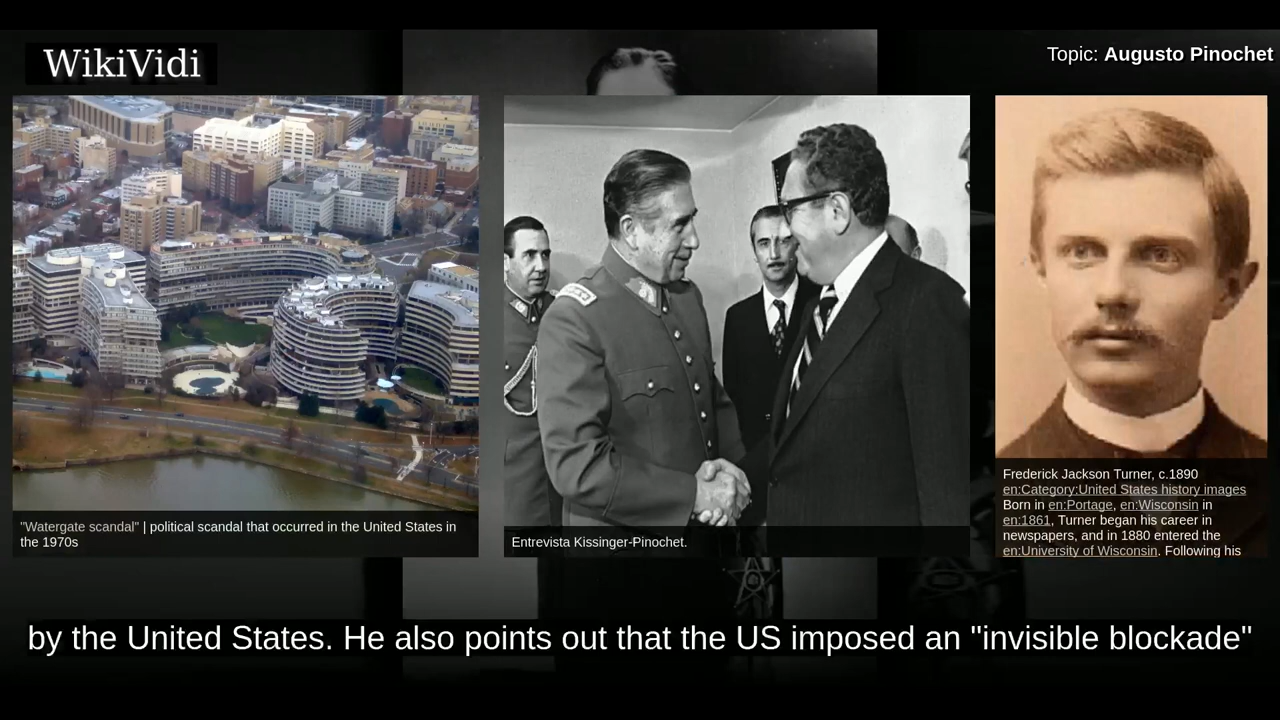 WikiVidi
Topic: Augusto Pinochet
"Watergate scandal" | political scandal that occurred in the United States in
the 1970s
Entrevista Kissinger-Pinochet.
Frederick Jackson Turner, c.1890
en:Category:United States history images
Born in en:Portage, en:Wisconsin in
en:1861, Turner began his career in
newspapers, and in 1880 entered the
en:University of Wisconsin. Following his
by the United States. He also points out that the US imposed an "invisible blockade"